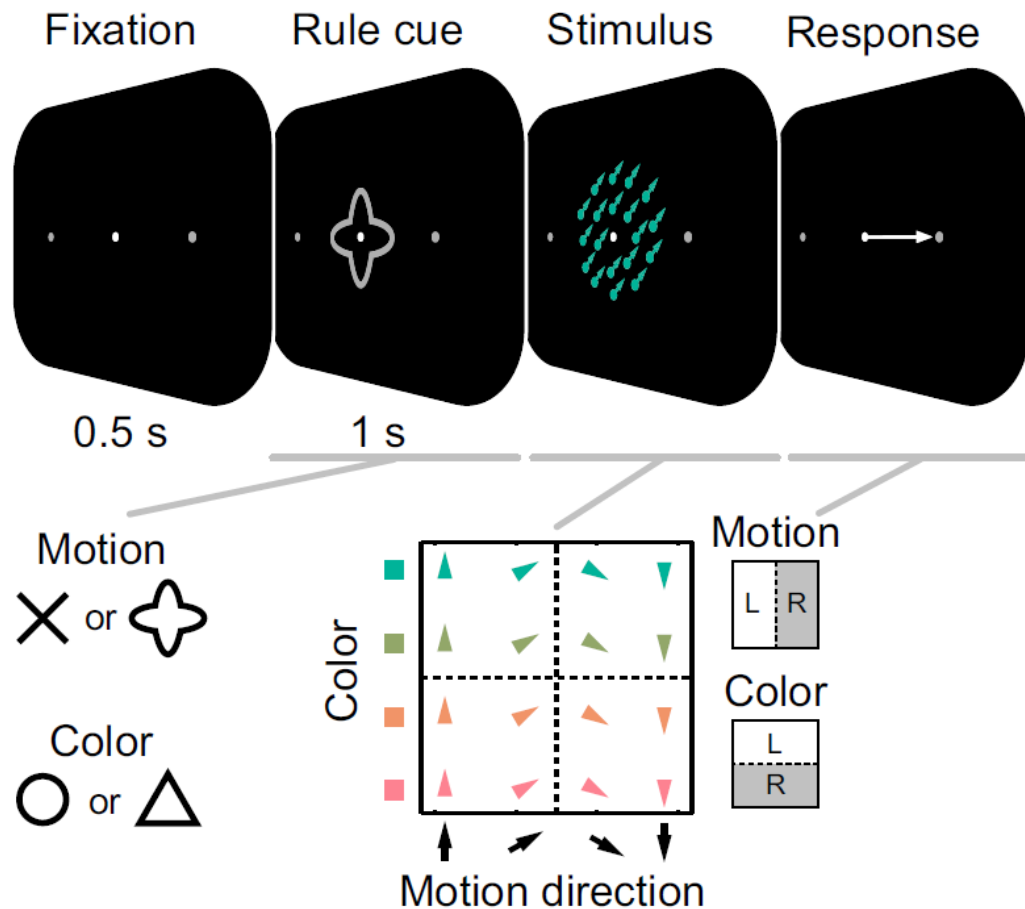 Fixation
Rule cue
Stimulus
Response
0.5 s
1 s
Motion
or
Color
or
Color
Motion direction
Motion
L R
Color
L
R